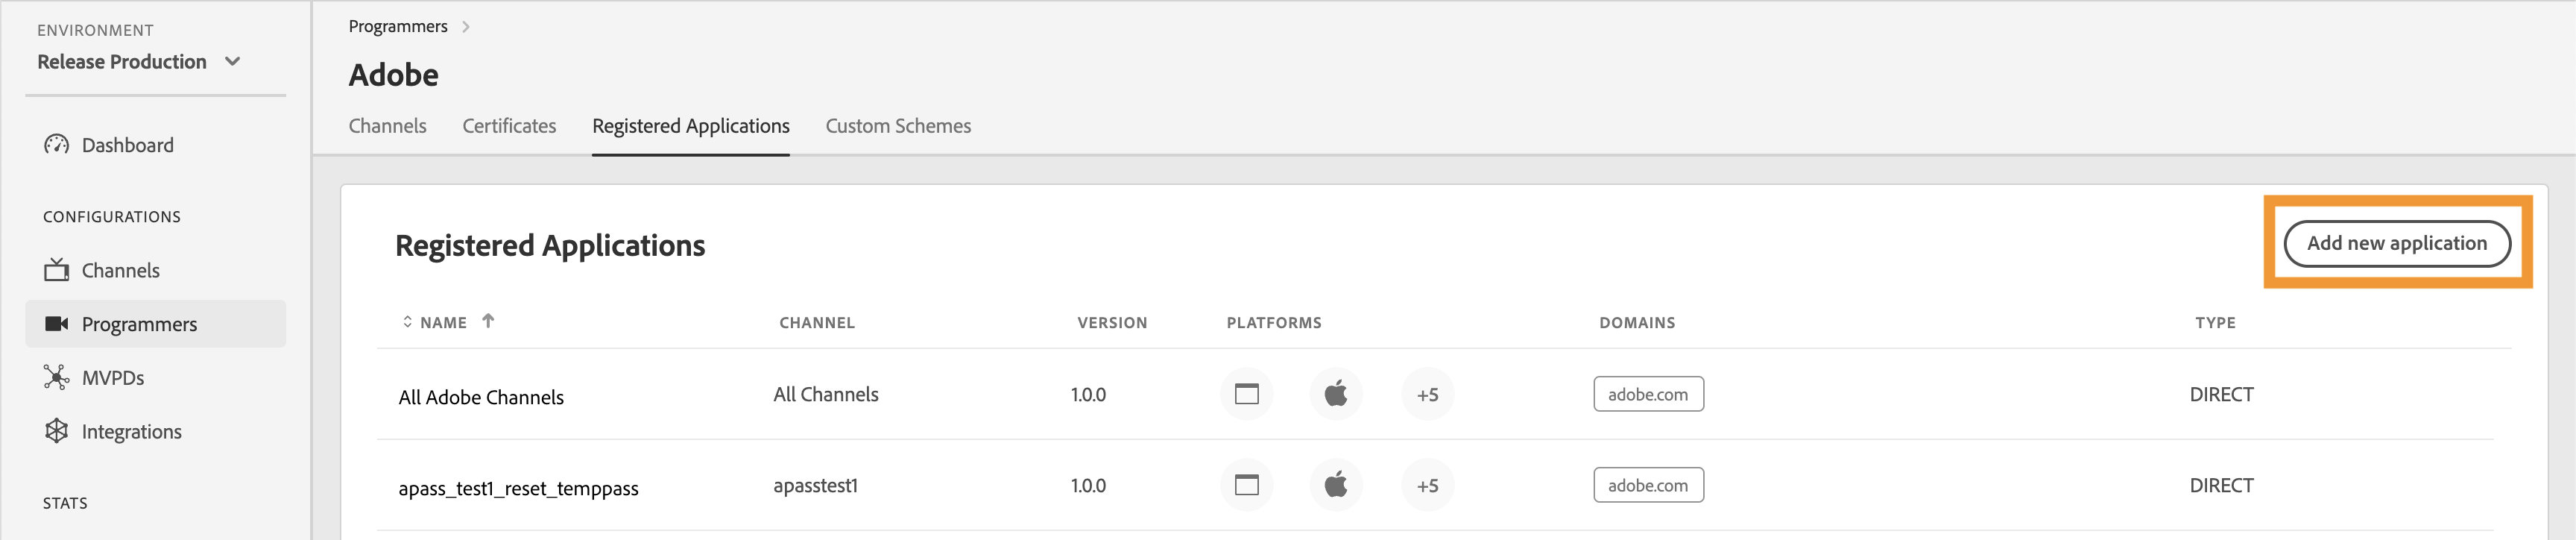 ENVIRONMENT
Release Production
Dashboard
CONFIGURATIONS
Channels
Programmers
MVPDs
Integrations
STATS
Programmers
Adobe
Channels Certificates Registered Applications Custom Schemes
Registered Applications
Add new application
NAME CHANNEL VERSION PLATFORMS DOMAINS TYPE
All Adobe Channels All Channels 1.0.0 +5 adobe.com DIRECT
apass_test1_reset_temppass apasstest1 1.0.0 +5 adobe.com DIRECT